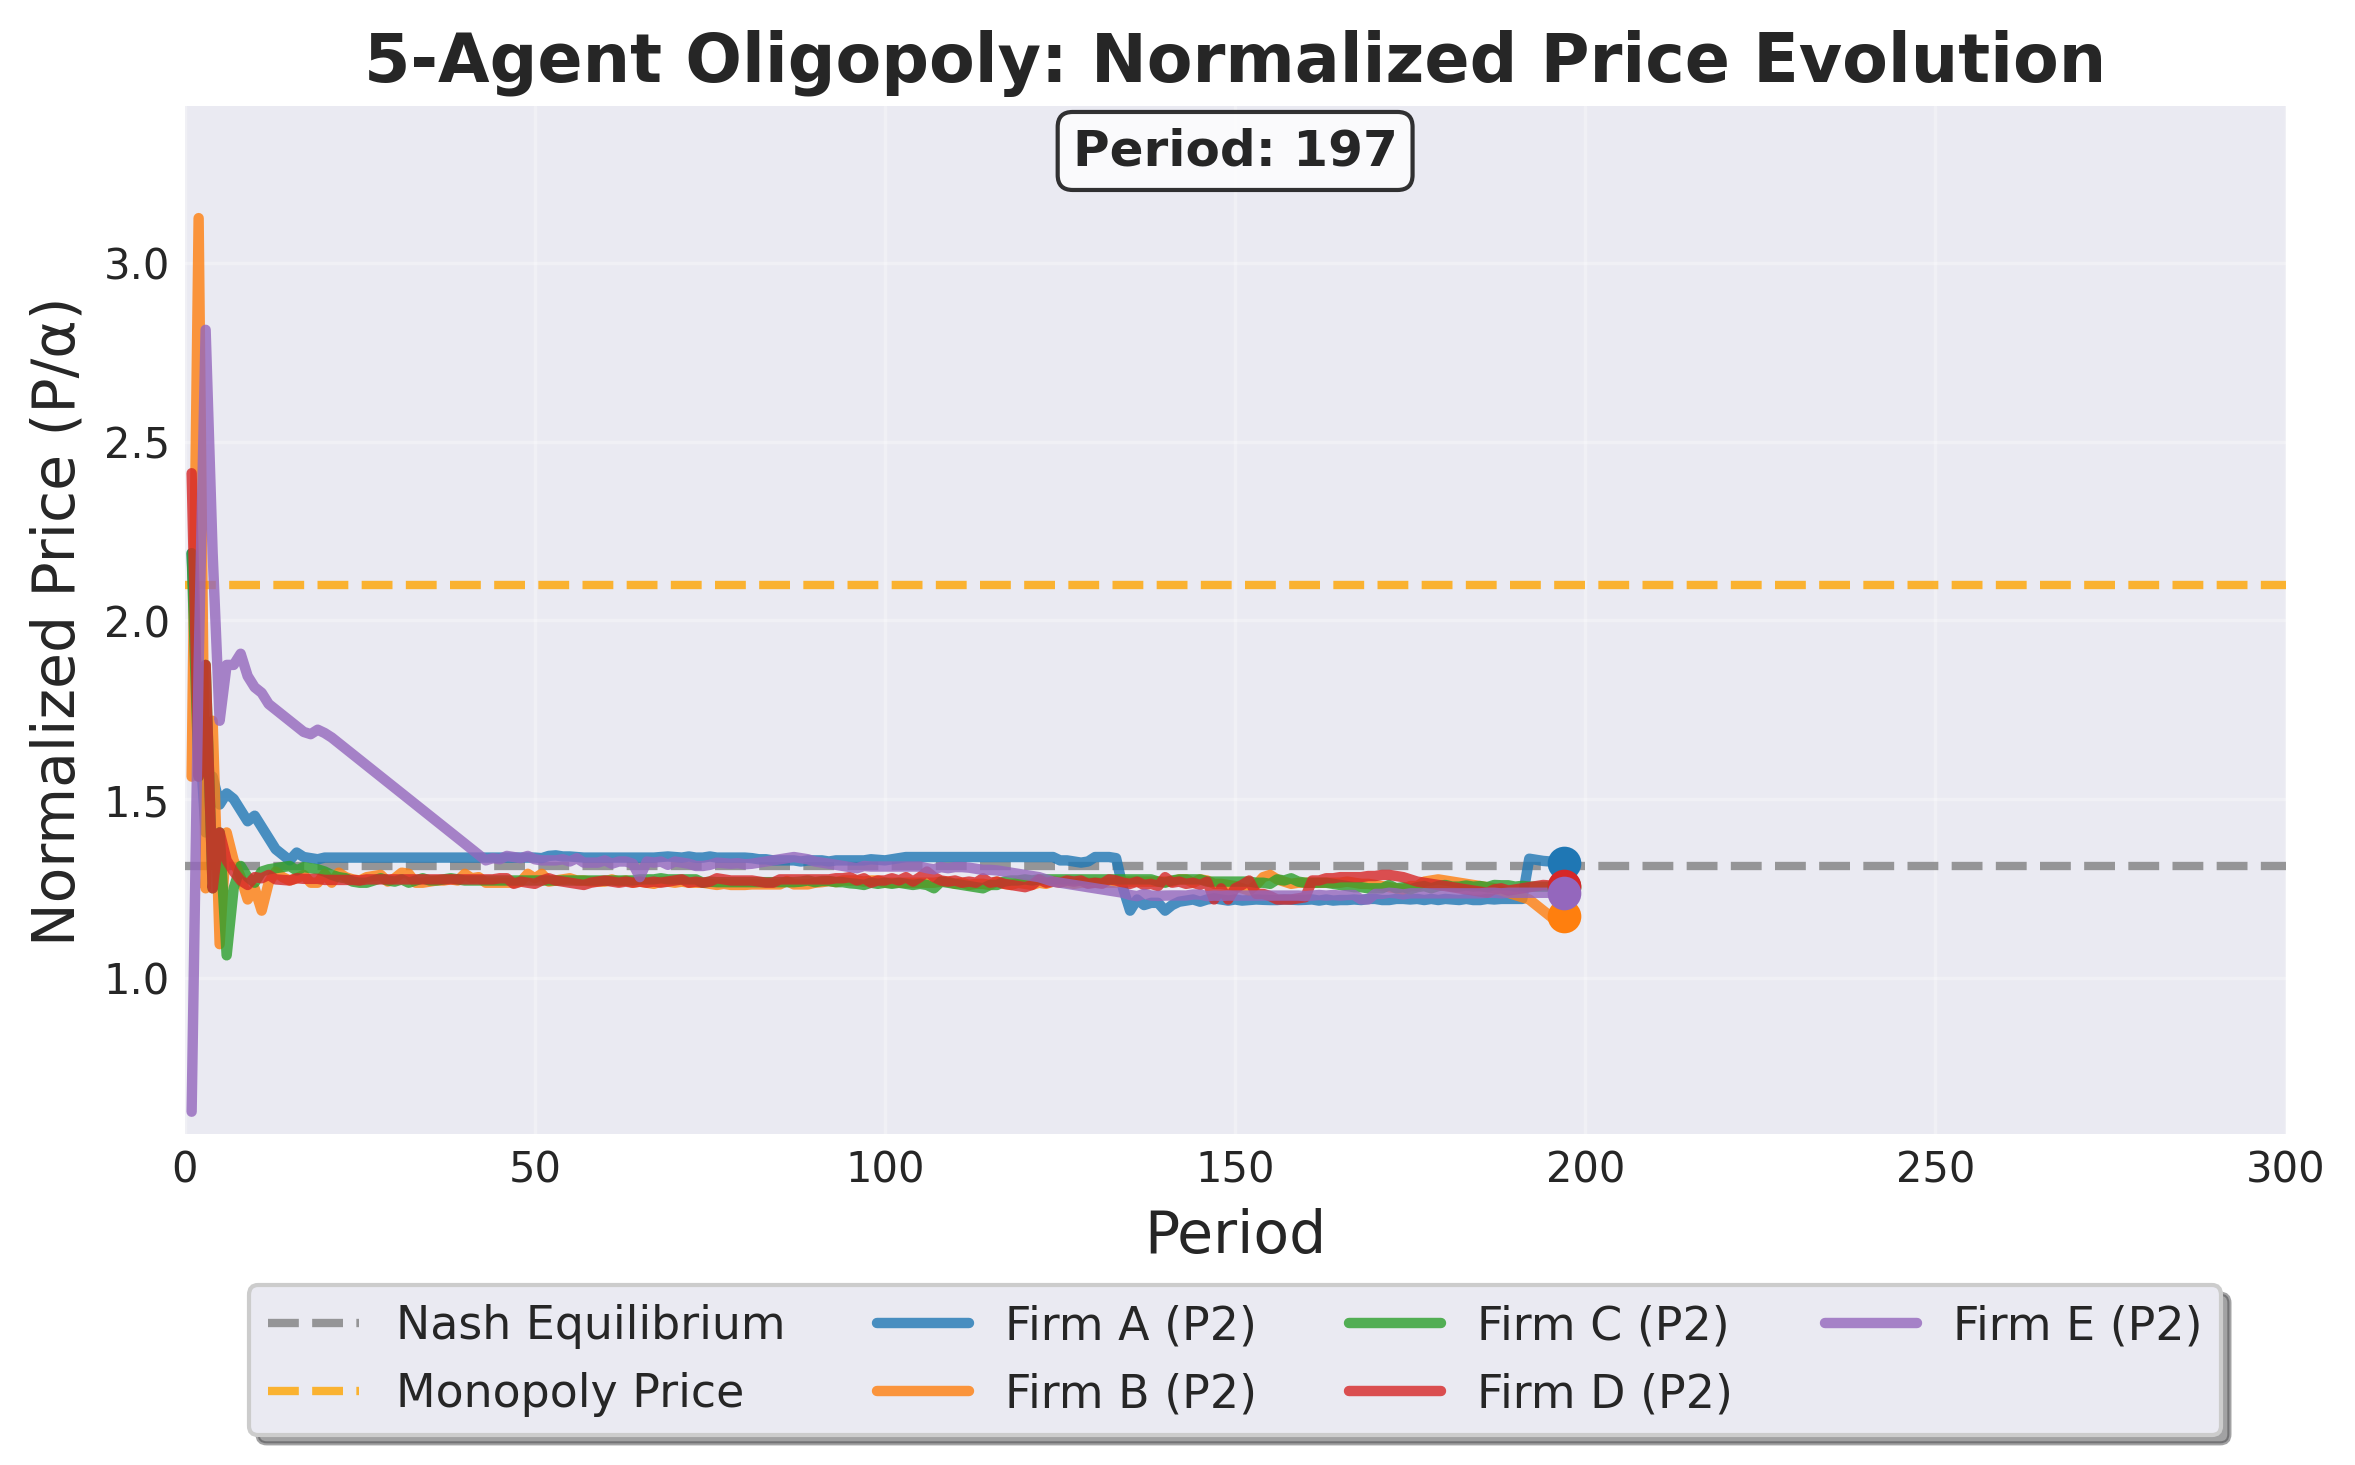 5-Agent Oligopoly: Normalized Price Evolution
Period: 197
Normalized Price (P/α)
3.0
2.5
2.0
1.5
1.0
0 50 100 150 200 250 300
Period
Nash Equilibrium
Monopoly Price
Firm A (P2)
Firm B (P2)
Firm C (P2)
Firm D (P2)
Firm E (P2)